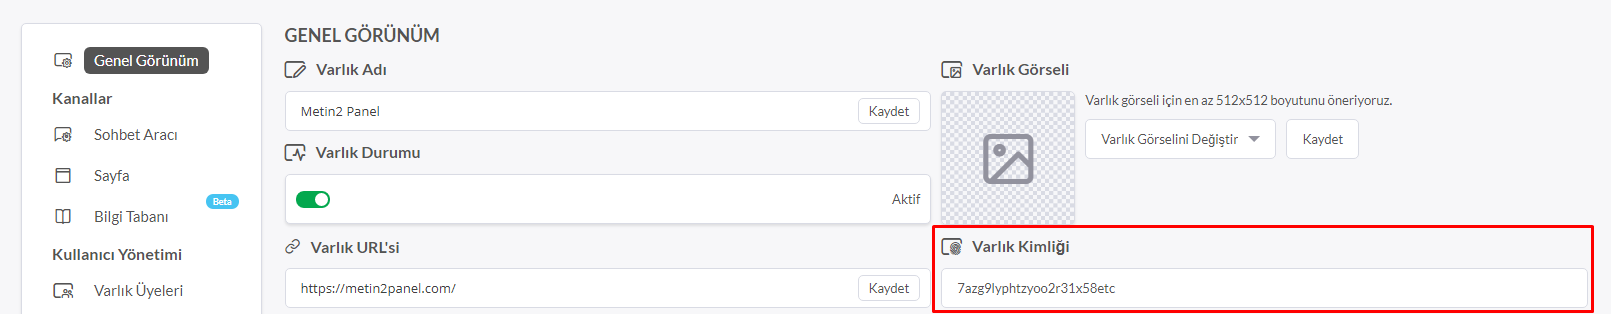 Genel Görünüm
Kanallar
Sohbet Aracı
Sayfa
Beta
Bilgi Tabanı
Kullanıcı Yönetimi
Varlık Üyeleri
GENEL GÖRÜNÜM
Varlık Adı
Metin2 Panel
Kaydet
Varlık Durumu
Aktif
Varlık URL'si
https://metin2panel.com/
Kaydet
Varlık Görseli
Varlık görseli için en az 512x512 boyutunu öneriyoruz.
Varlık Görselini Değiştir
Kaydet
Varlık Kimliği
7azg9lyphtzyoo2r31x58etc